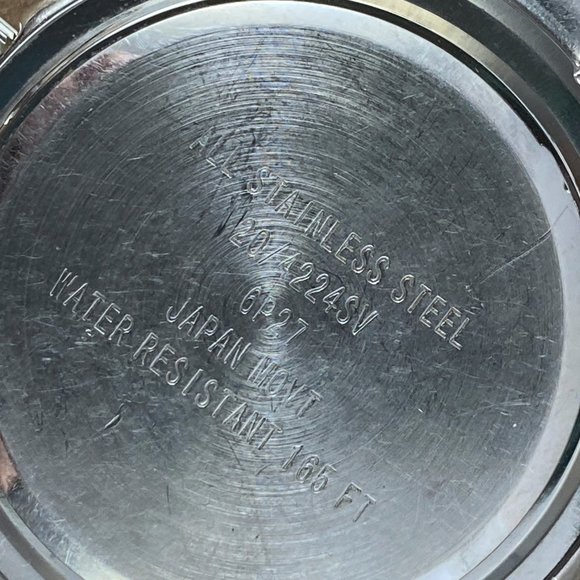 ALL STAINLESS STEEL
20/4224SV
6P27
JAPAN MOVT
WATER RESISTANT 165 FT